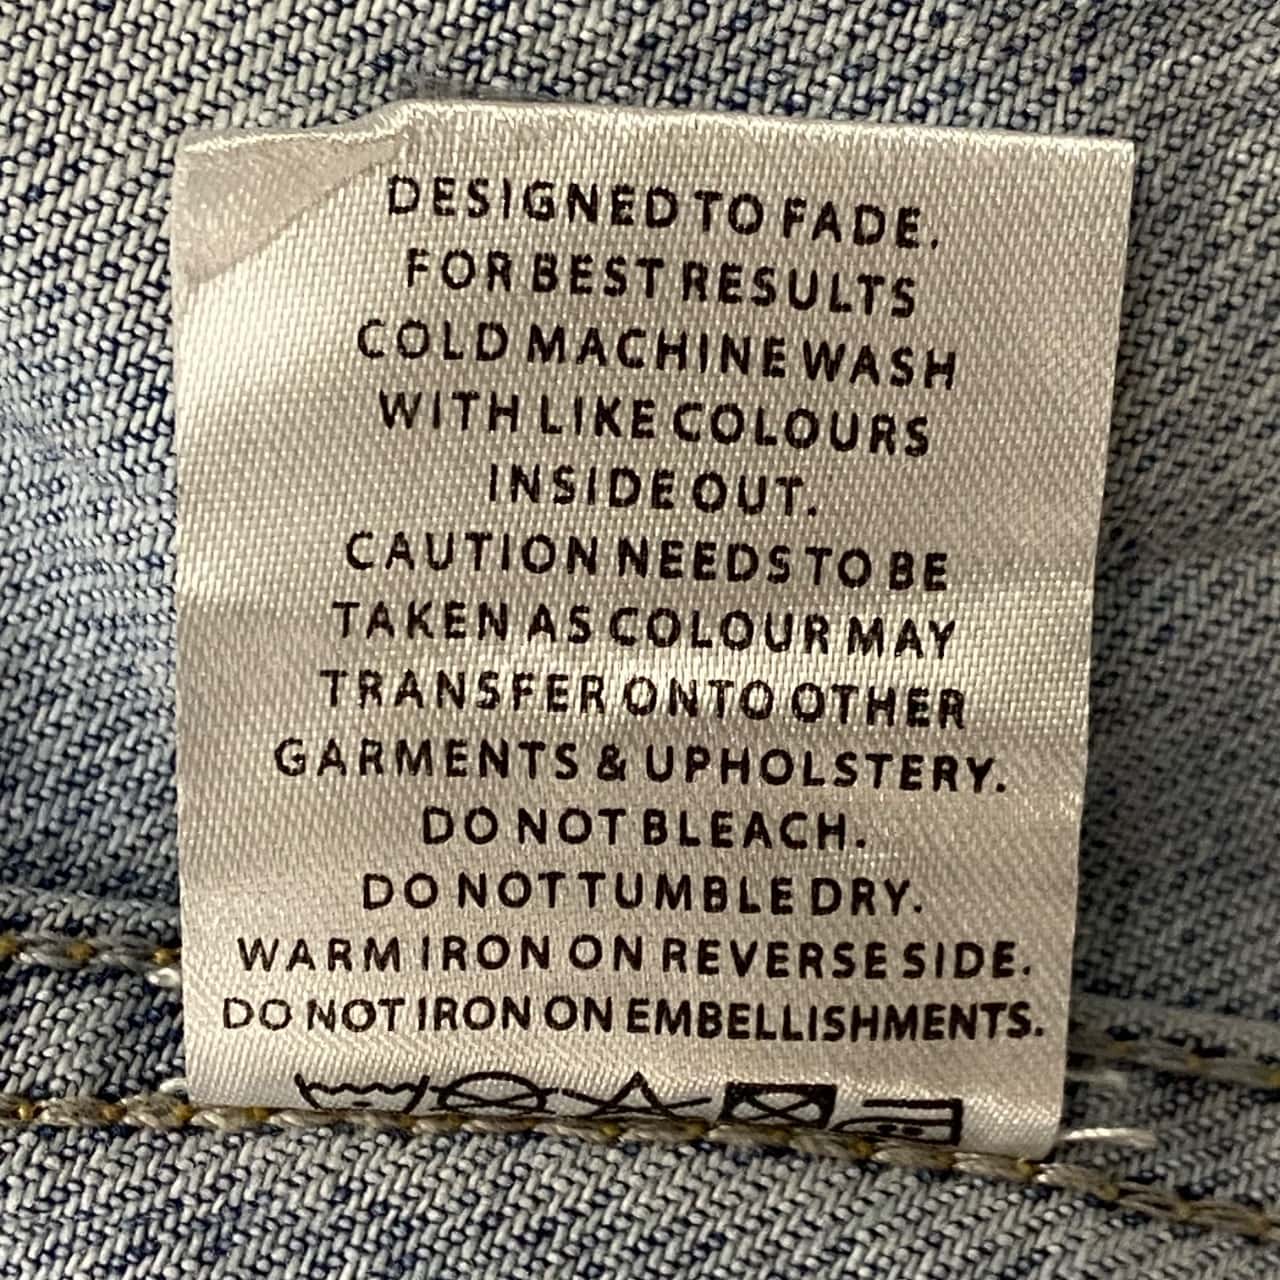 DESIGNED TO FADE.
FOR BEST RESULTS
COLD MACHINE WASH
WITH LIKE COLOURS
INSIDE OUT.
CAUTION NEEDS TO BE
TAKEN AS COLOUR MAY
TRANSFER ONTO OTHER
GARMENTS & UPHOLSTERY.
DO NOT BLEACH.
DO NOT TUMBLE DRY.
WARM IRON ON REVERSE SIDE.
DO NOT IRON ON EMBELLISHMENTS.